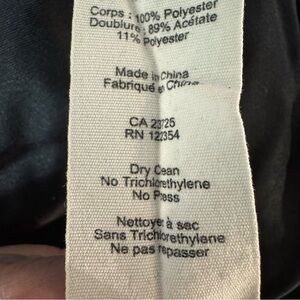 Corps : 100% Polyester
Doublure : 89% Acétate
11% Polyester
Made in China
Fabriqué en Chine
CA 23725
RN 122354
Dry Clean
No Trichlorethylene
No Press
Nettoyer à sec
Sans Trichlorethylene
Ne pas repasser